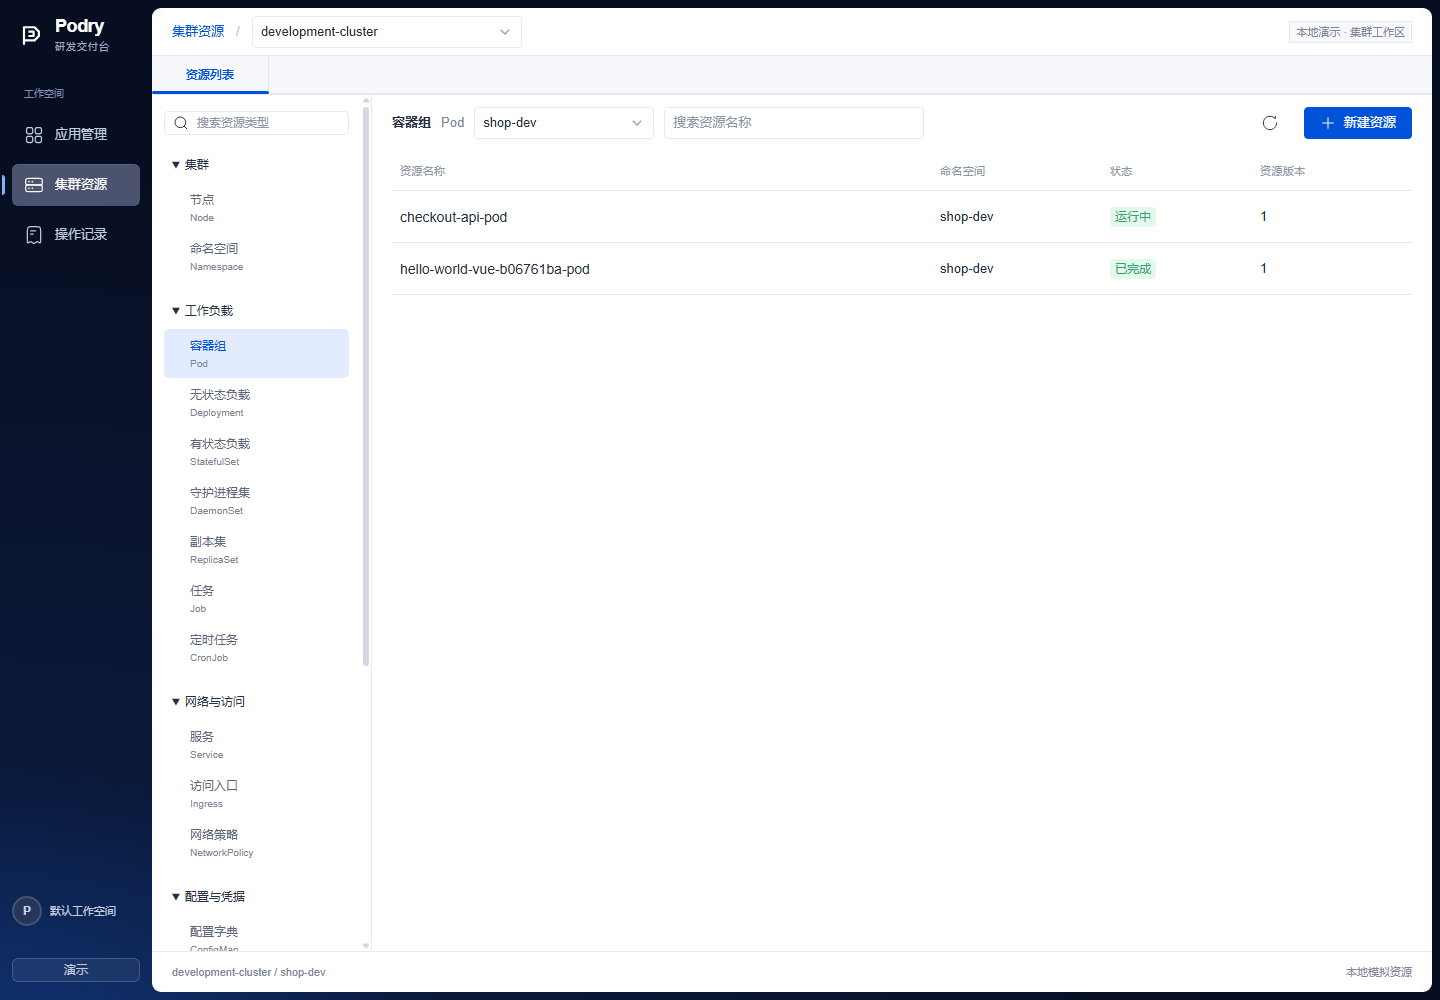 Podry
研发交付台
工作空间
应用管理
集群资源
操作记录
P 默认工作空间
演示
集群资源 / development-cluster
本地演示 · 集群工作区
资源列表
搜索资源类型
集群
节点
Node
命名空间
Namespace
工作负载
容器组
Pod
无状态负载
Deployment
有状态负载
StatefulSet
守护进程集
DaemonSet
副本集
ReplicaSet
任务
Job
定时任务
CronJob
网络与访问
服务
Service
访问入口
Ingress
网络策略
NetworkPolicy
配置与凭据
配置字典
ConfigMap
容器组 Pod shop-dev 搜索资源名称 新建资源
资源名称 命名空间 状态 资源版本
checkout-api-pod shop-dev 运行中 1
hello-world-vue-b06761ba-pod shop-dev 已完成 1
development-cluster / shop-dev
本地模拟资源